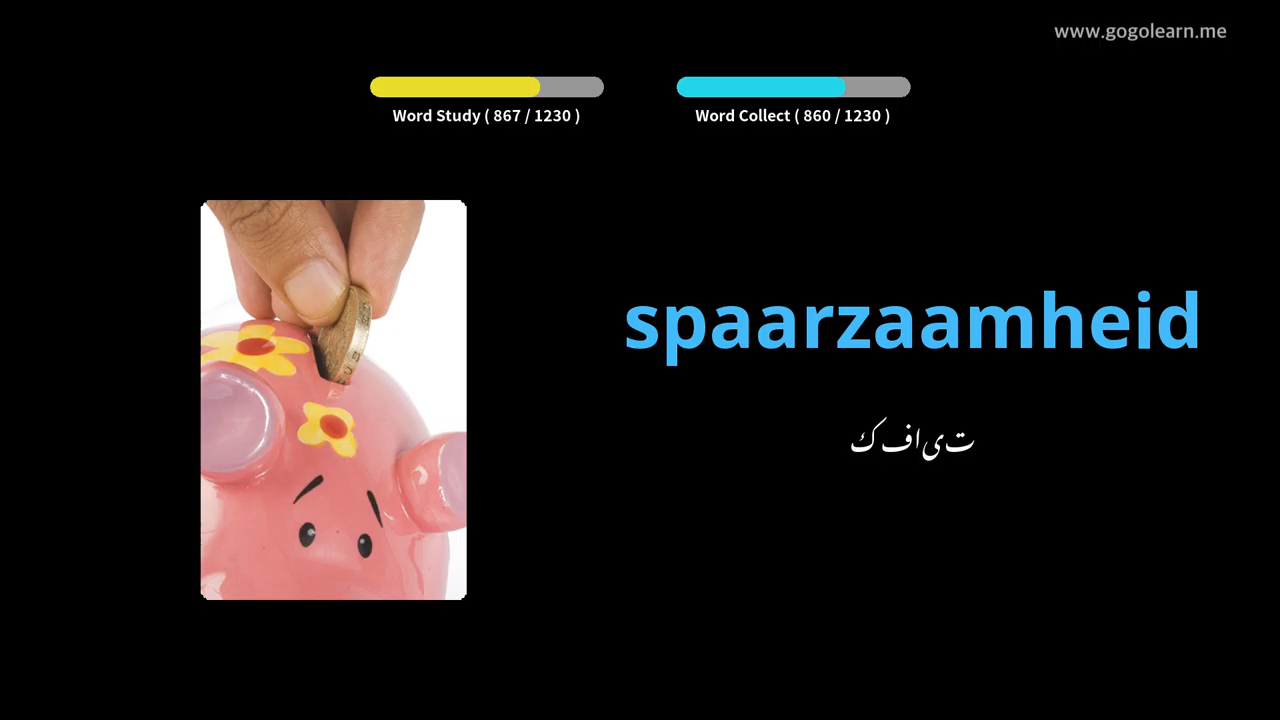 www.gogolearn.me
Word Study ( 867 / 1230 )
Word Collect ( 860 / 1230 )
spaarzaamheid
کفایت